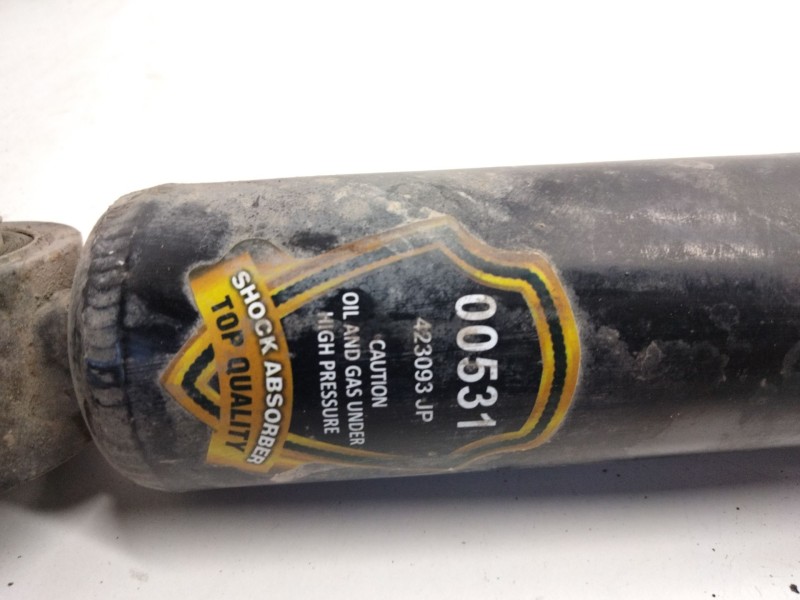 00531
423093 JP
CAUTION
OIL AND GAS UNDER
HIGH PRESSURE
SHOCK ABSORBER
TOP QUALITY